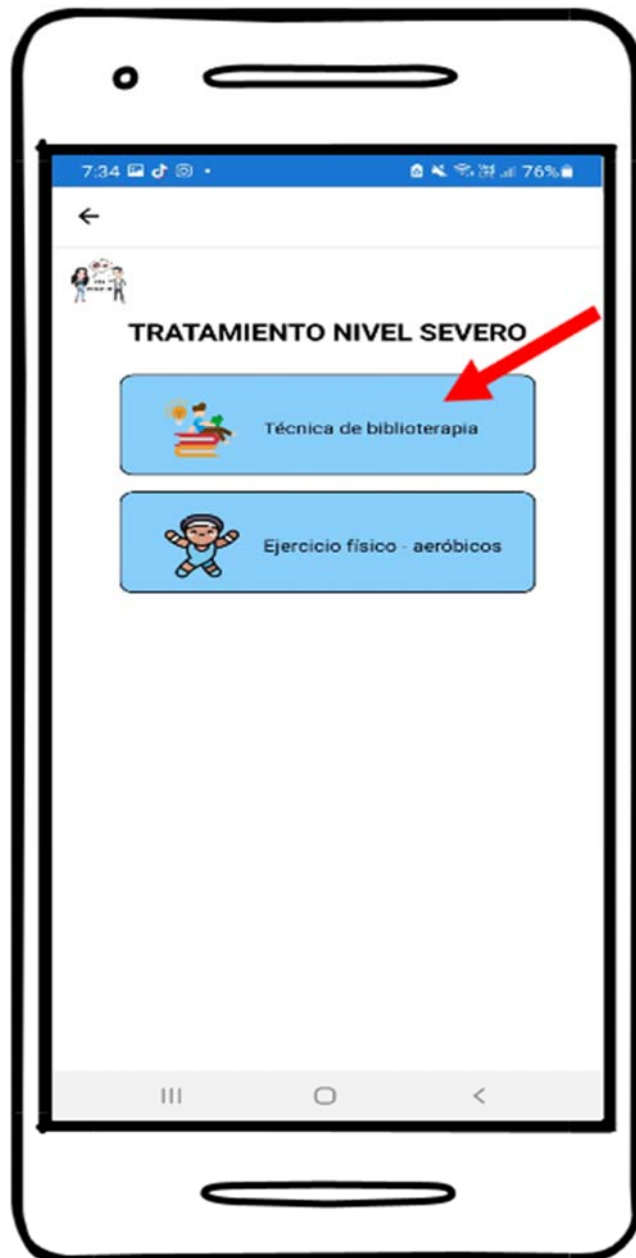 7:34
76%
TRATAMIENTO NIVEL SEVERO
Técnica de biblioterapia
Ejercicio físico - aeróbicos